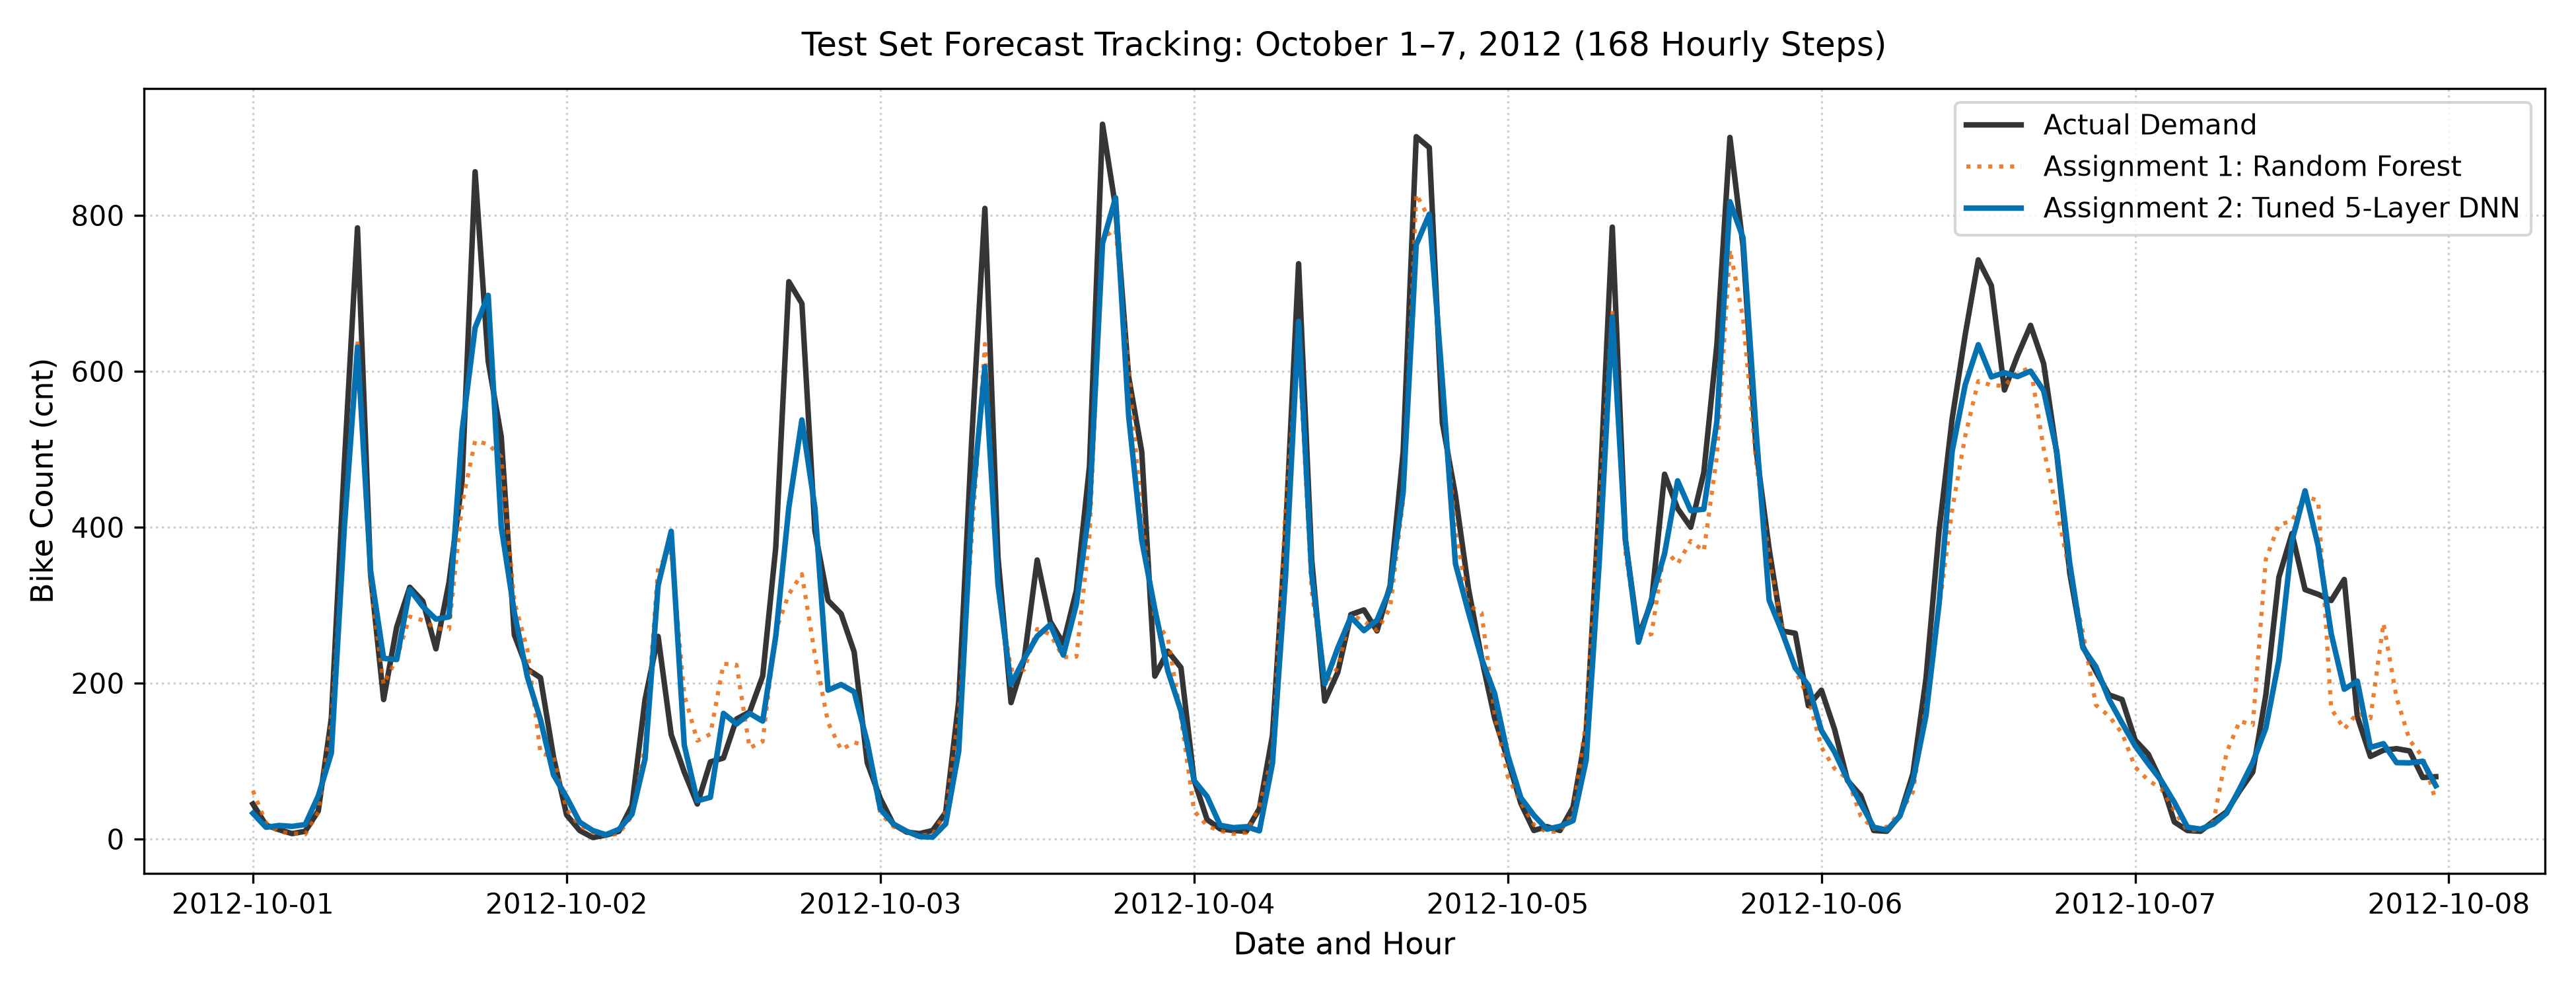 Test Set Forecast Tracking: October 1–7, 2012 (168 Hourly Steps)
Actual Demand
Assignment 1: Random Forest
Assignment 2: Tuned 5-Layer DNN
Bike Count (cnt)
800
600
400
200
0
2012-10-01
2012-10-02
2012-10-03
2012-10-04
2012-10-05
2012-10-06
2012-10-07
2012-10-08
Date and Hour